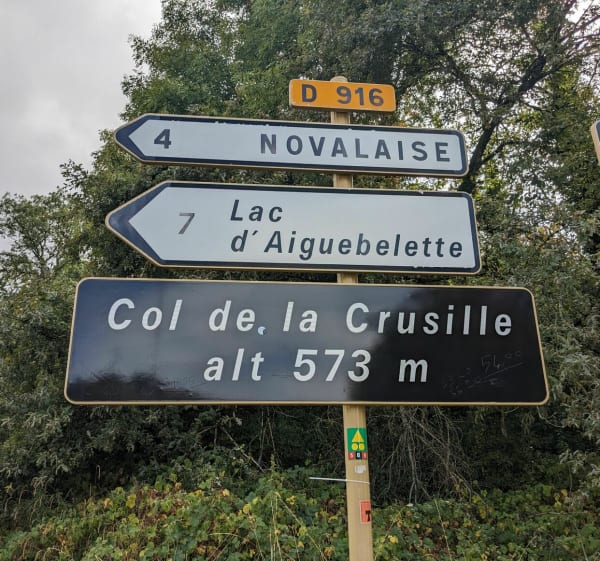 D 916
4 NOVALAISE
7 Lac
d'Aiguebelette
Col de la Crusille
alt 573 m